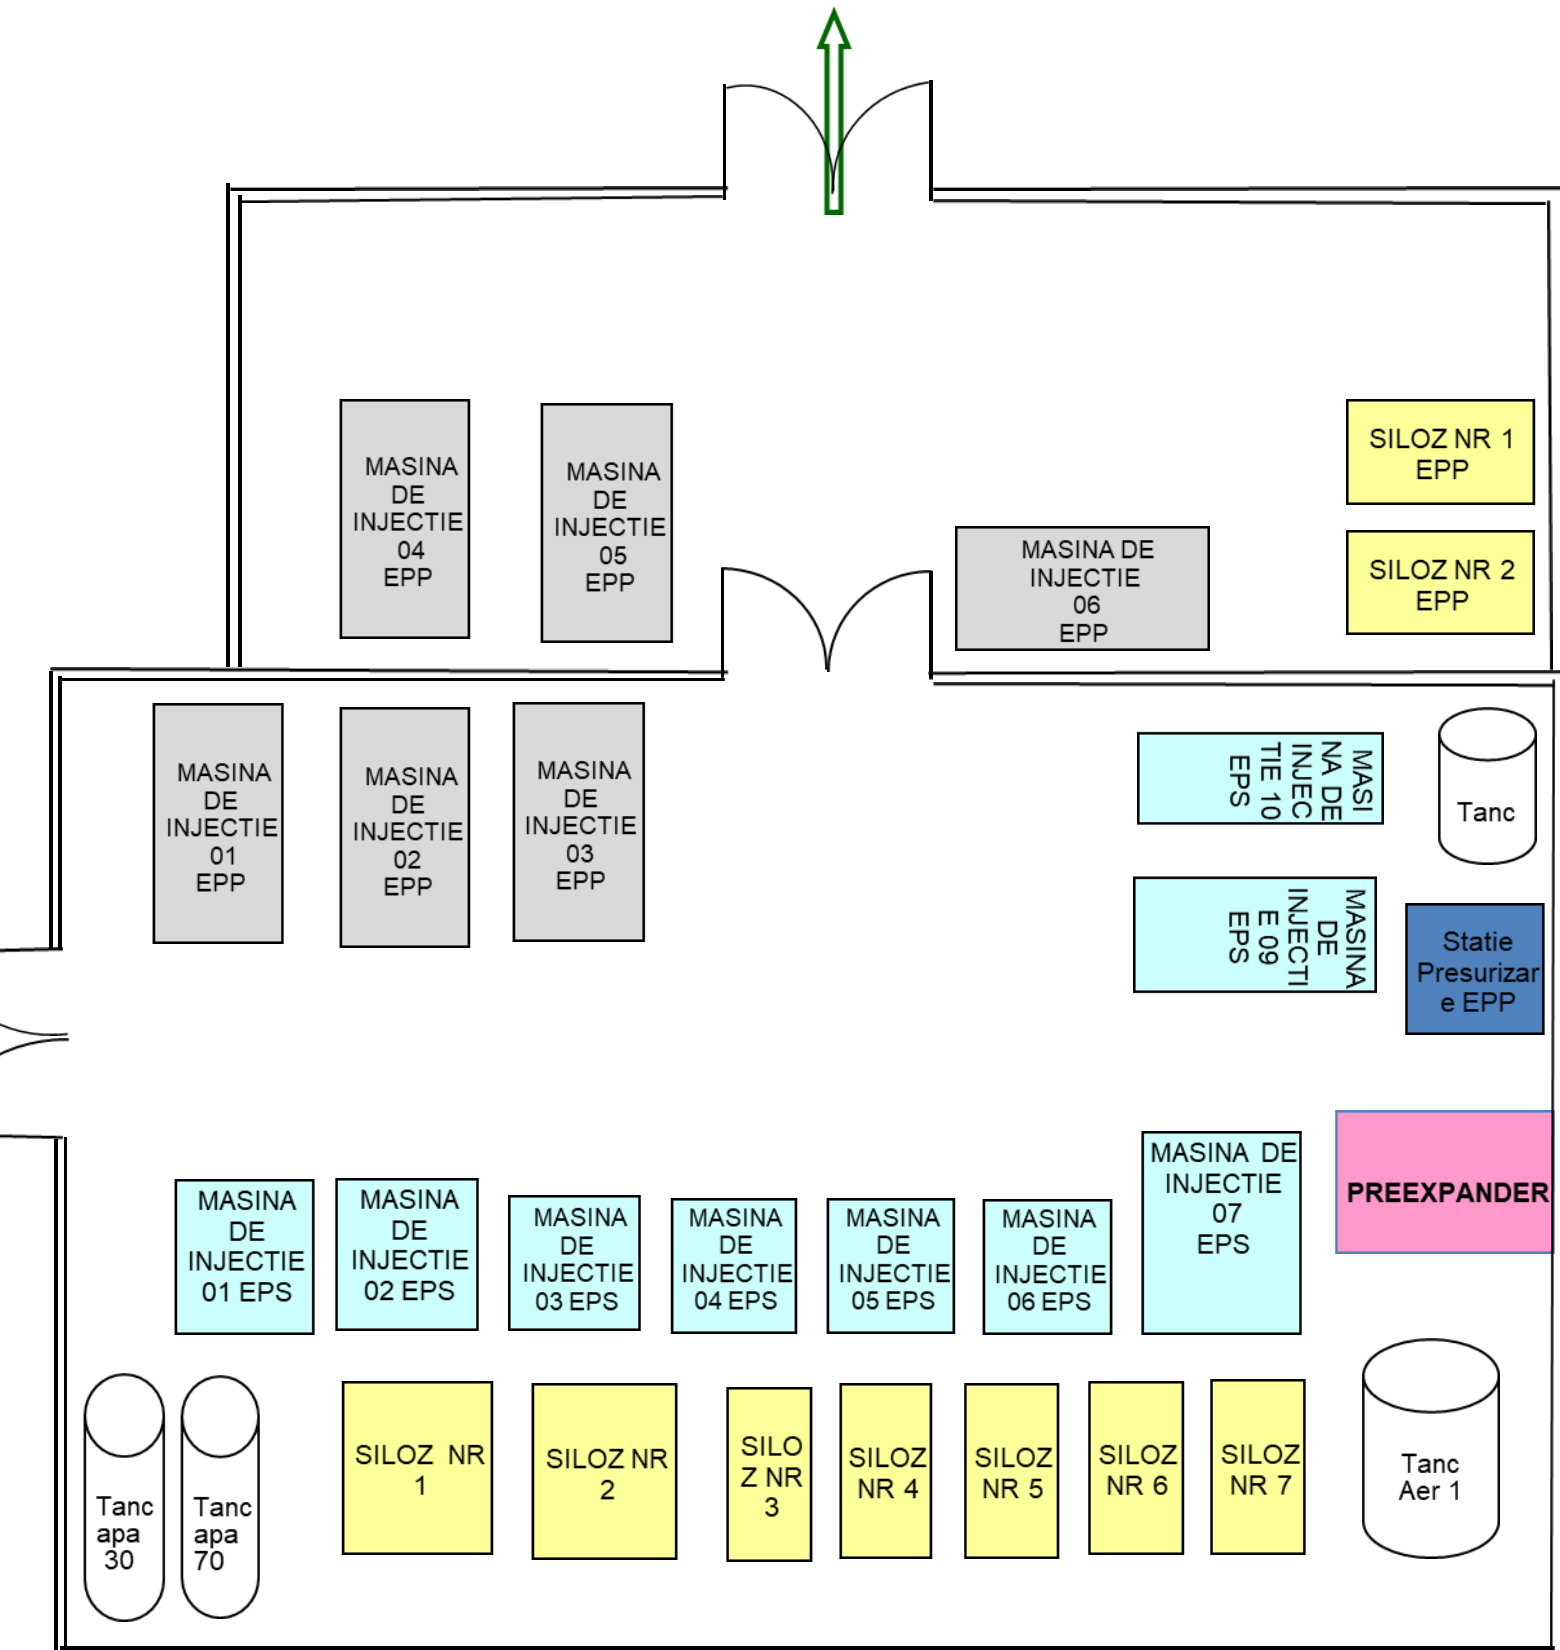 MASINA
DE
INJECTIE
04
EPP
MASINA
DE
INJECTIE
05
EPP
MASINA DE
INJECTIE
06
EPP
SILOZ NR 1
EPP
SILOZ NR 2
EPP
MASINA
DE
INJECTIE
01
EPP
MASINA
DE
INJECTIE
02
EPP
MASINA
DE
INJECTIE
03
EPP
MASI
NA DE
INJEC
TIE 10
EPS
Tanc
MASINA
DE
INJECTI
E 09
EPS
Statie
Presurizar
e EPP
MASINA DE
INJECTIE
07
EPS
PREEXPANDER
MASINA
DE
INJECTIE
01 EPS
MASINA
DE
INJECTIE
02 EPS
MASINA
DE
INJECTIE
03 EPS
MASINA
DE
INJECTIE
04 EPS
MASINA
DE
INJECTIE
05 EPS
MASINA
DE
INJECTIE
06 EPS
Tanc
apa
30
Tanc
apa
70
SILOZ NR
1
SILOZ NR
2
SILO
Z NR
3
SILOZ
NR 4
SILOZ
NR 5
SILOZ
NR 6
SILOZ
NR 7
Tanc
Aer 1